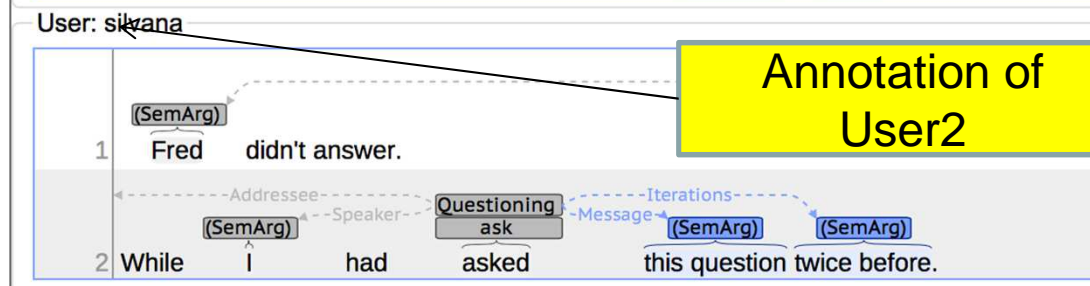 User: silvana
Annotation of
User2
(SemArg)
1 Fred didn't answer.
Addressee
Speaker
Questioning
ask
Iterations
Message
(SemArg)
(SemArg)
(SemArg)
2 While I had asked this question twice before.